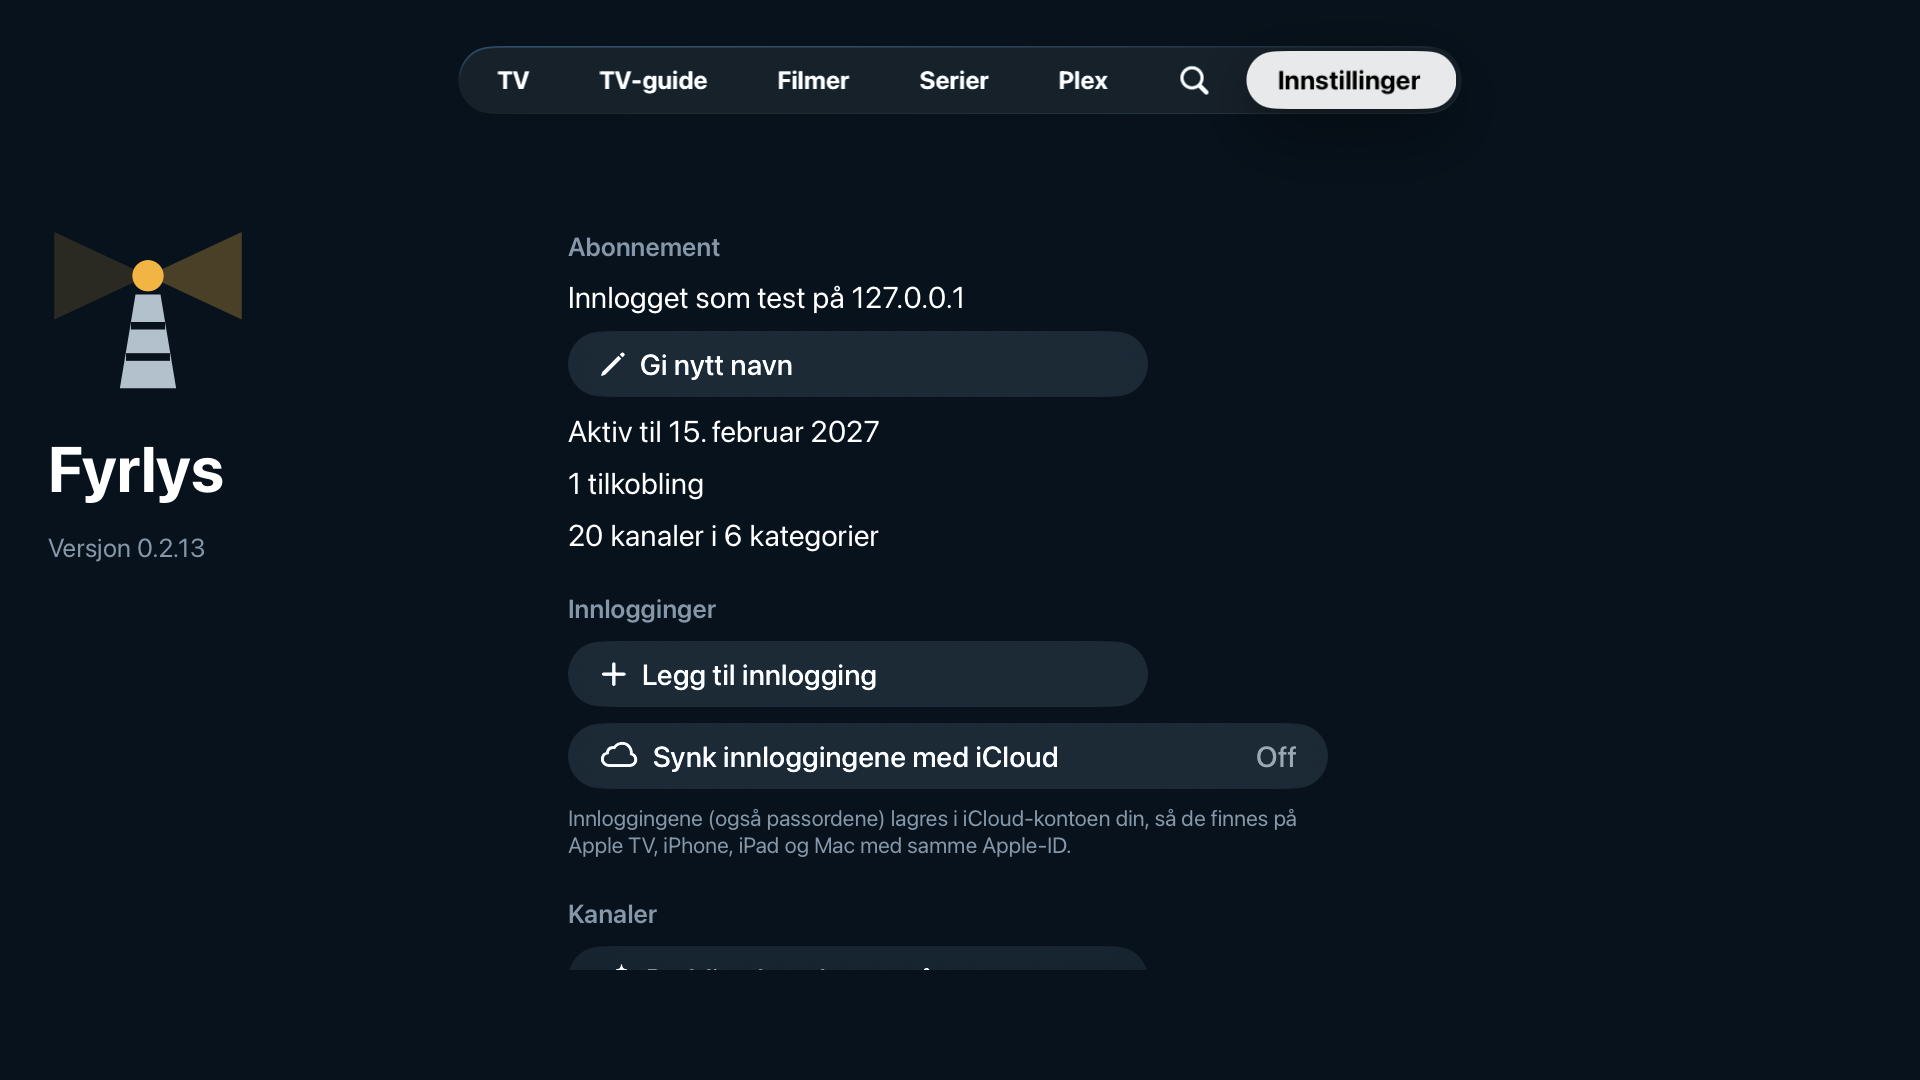 TV
TV-guide
Filmer
Serier
Plex
Innstillinger
Fyrlys
Versjon 0.2.13
Abonnement
Innlogget som test på 127.0.0.1
Gi nytt navn
Aktiv til 15. februar 2027
1 tilkobling
20 kanaler i 6 kategorier
Innlogginger
Legg til innlogging
Synk innloggingene med iCloud
Off
Innloggingene (også passordene) lagres i iCloud-kontoen din, så de finnes på
Apple TV, iPhone, iPad og Mac med samme Apple-ID.
Kanaler